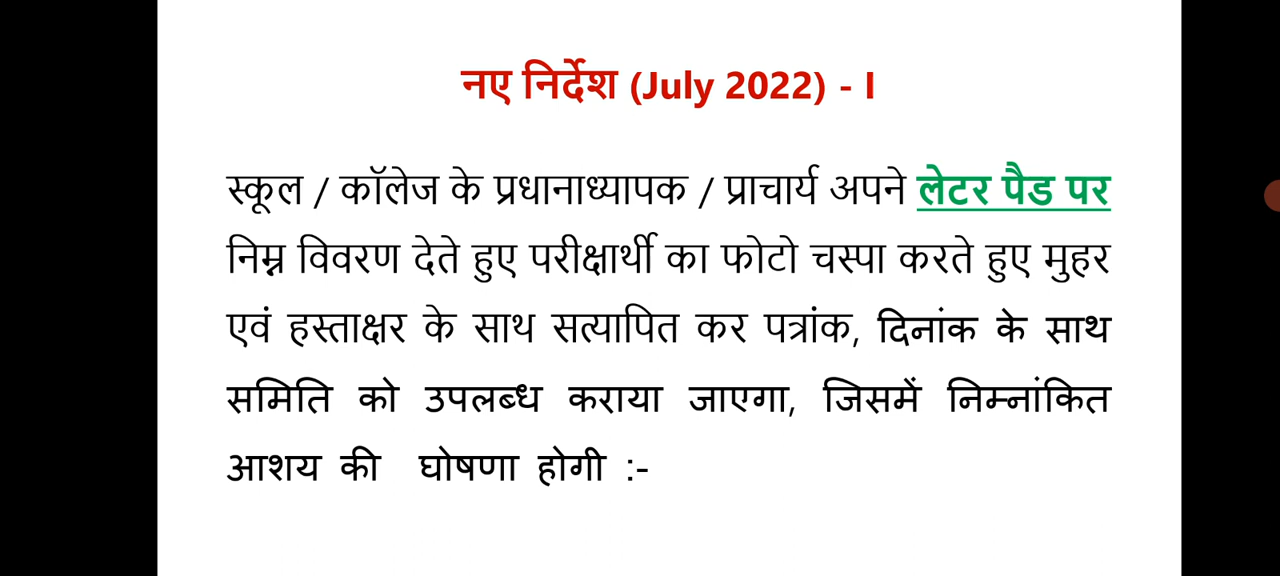 नए निर्देश (July 2022) - I
स्कूल / कॉलेज के प्रधानाध्यापक / प्राचार्य अपने लेटर पैड पर
निम्न विवरण देते हुए परीक्षार्थी का फोटो चस्पा करते हुए मुहर
एवं हस्ताक्षर के साथ सत्यापित कर पत्रांक, दिनांक के साथ
समिति को उपलब्ध कराया जाएगा, जिसमें निम्नांकित
आशय की घोषणा होगी :-